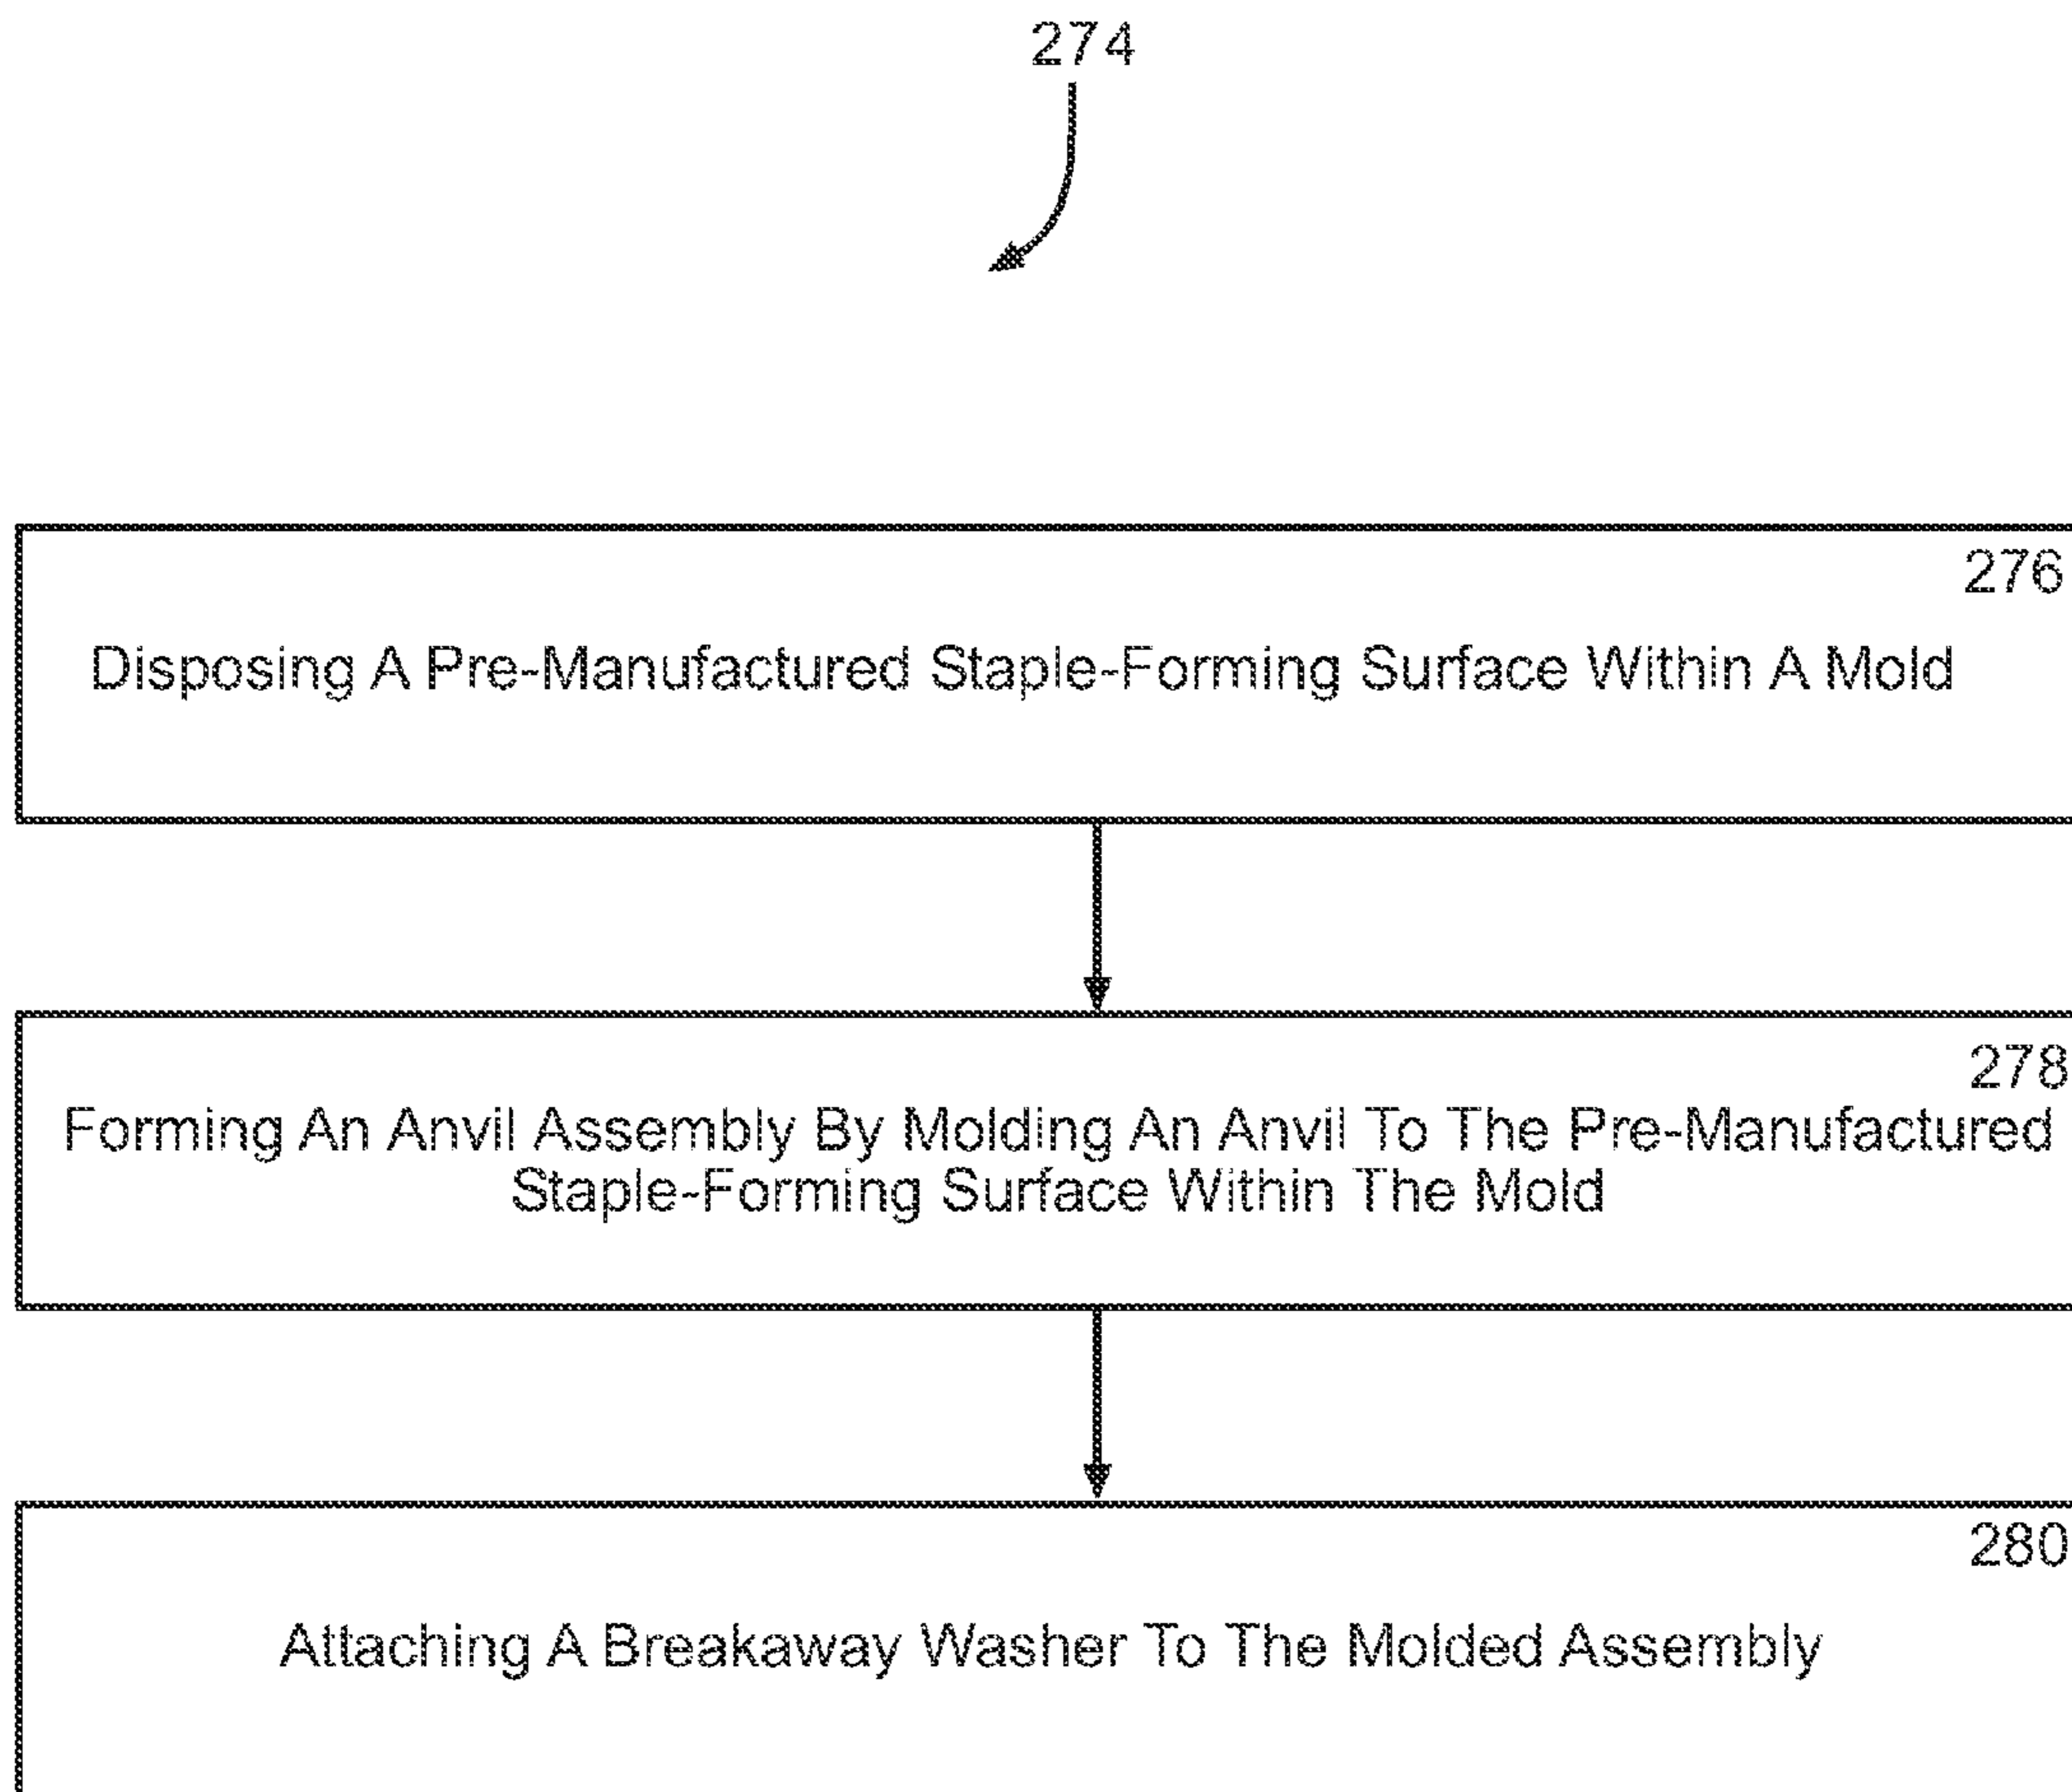 274
276
Disposing A Pre-Manufactured Staple-Forming Surface Within A Mold
278
Forming An Anvil Assembly By Molding An Anvil To The Pre-Manufactured
Staple-Forming Surface Within The Mold
280
Attaching A Breakaway Washer To The Molded Assembly